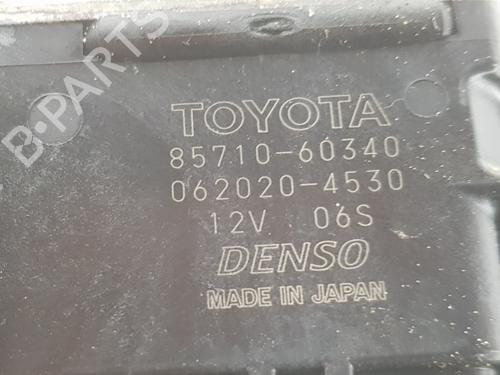 TOYOTA
85710-60340
062020-4530
12V 06S
DENSO
MADE IN JAPAN
B-PARTS